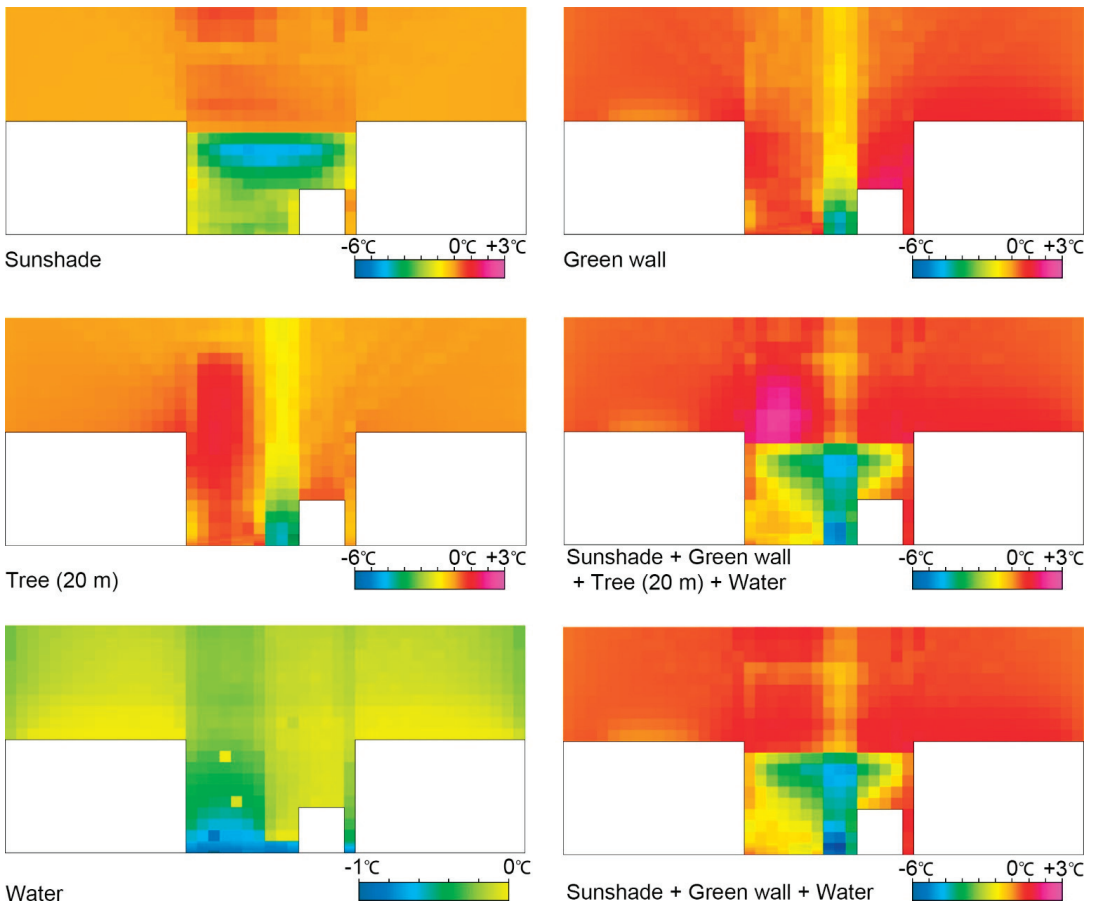 -6℃ 0℃ +3℃
Sunshade
-6℃ 0℃ +3℃
Green wall
-6℃ 0℃ +3℃
Tree (20 m)
-6℃ 0℃ +3℃
Sunshade + Green wall
+ Tree (20 m) + Water
-1℃ 0℃
Water
-6℃ 0℃ +3℃
Sunshade + Green wall + Water